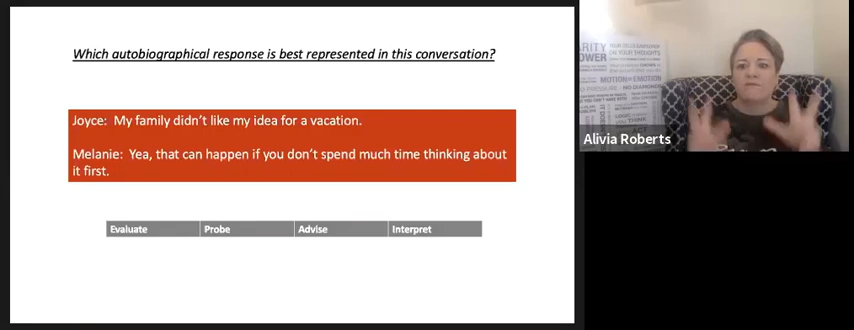 Which autobiographical response is best represented in this conversation?
Joyce:  My family didn't like my idea for a vacation.
Melanie:  Yea, that can happen if you don't spend much time thinking about
it first.
Evaluate Probe Advise Interpret
Alivia Roberts